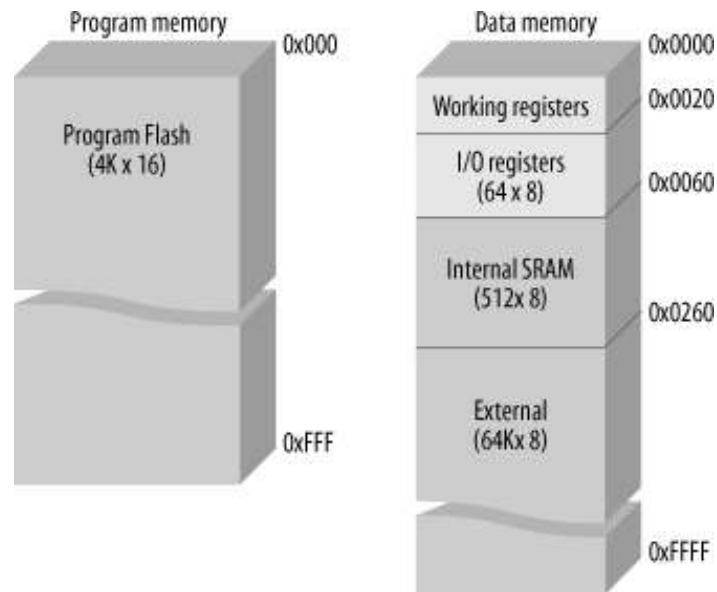 Program memory
0x000
Program Flash
(4K x 16)
0xFFF
Data memory
0x0000
Working registers
0x0020
I/O registers
(64 x 8)
0x0060
Internal SRAM
(512x 8)
0x0260
External
(64Kx 8)
0xFFFF